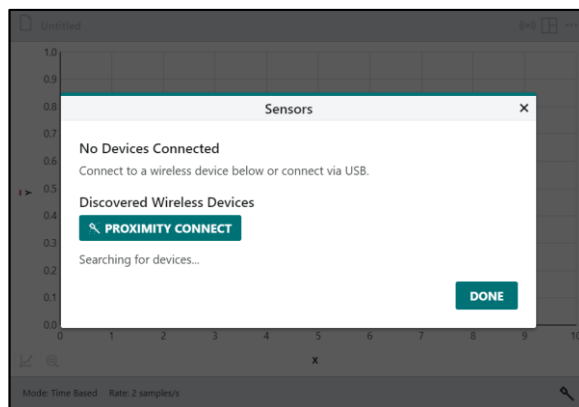 Untitled
1.0
0.9
0.8
0.7
0.6
0.5
0.4
0.3
0.2
0.1
0.0
Y
0 1 2 3 4 5 6 7 8 9 10
X
Sensors
No Devices Connected
Connect to a wireless device below or connect via USB.
Discovered Wireless Devices
PROXIMITY CONNECT
Searching for devices...
DONE
Mode: Time Based Rate: 2 samples/s